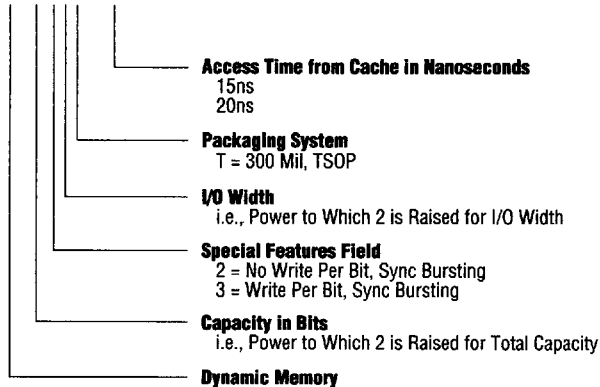 Access Time from Cache in Nanoseconds
15ns
20ns
Packaging System
T = 300 Mil, TSOP
I/O Width
i.e., Power to Which 2 is Raised for I/O Width
Special Features Field
2 = No Write Per Bit, Sync Bursting
3 = Write Per Bit, Sync Bursting
Capacity in Bits
i.e., Power to Which 2 is Raised for Total Capacity
Dynamic Memory